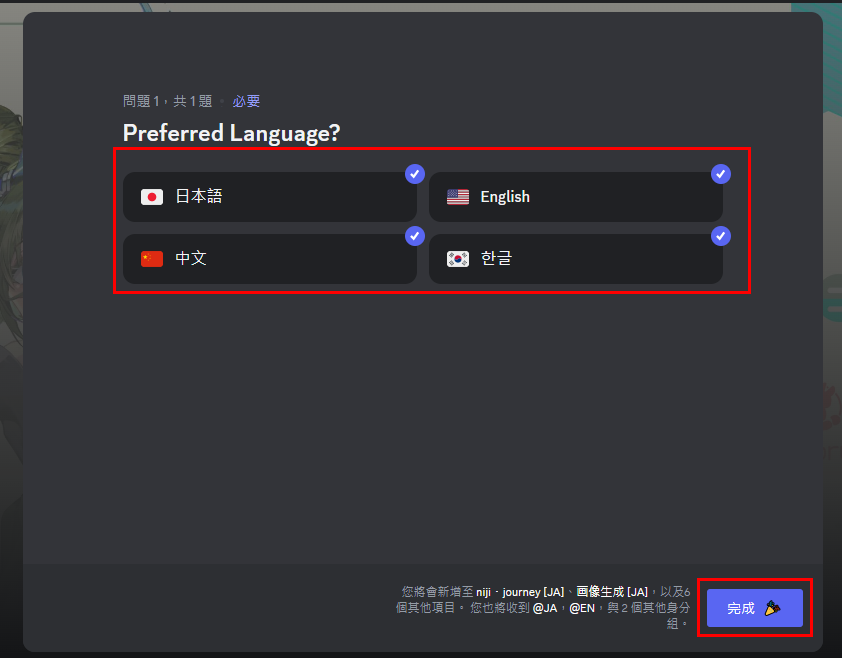 問題 1，共 1 題 • 必要
Preferred Language?
日本語
English
中文
한글
您將會新增至 niji・journey [JA]、画像生成 [JA]，以及6
個其他項目。 您也將收到 @JA，@EN，與 2 個其他身分
組。
完成